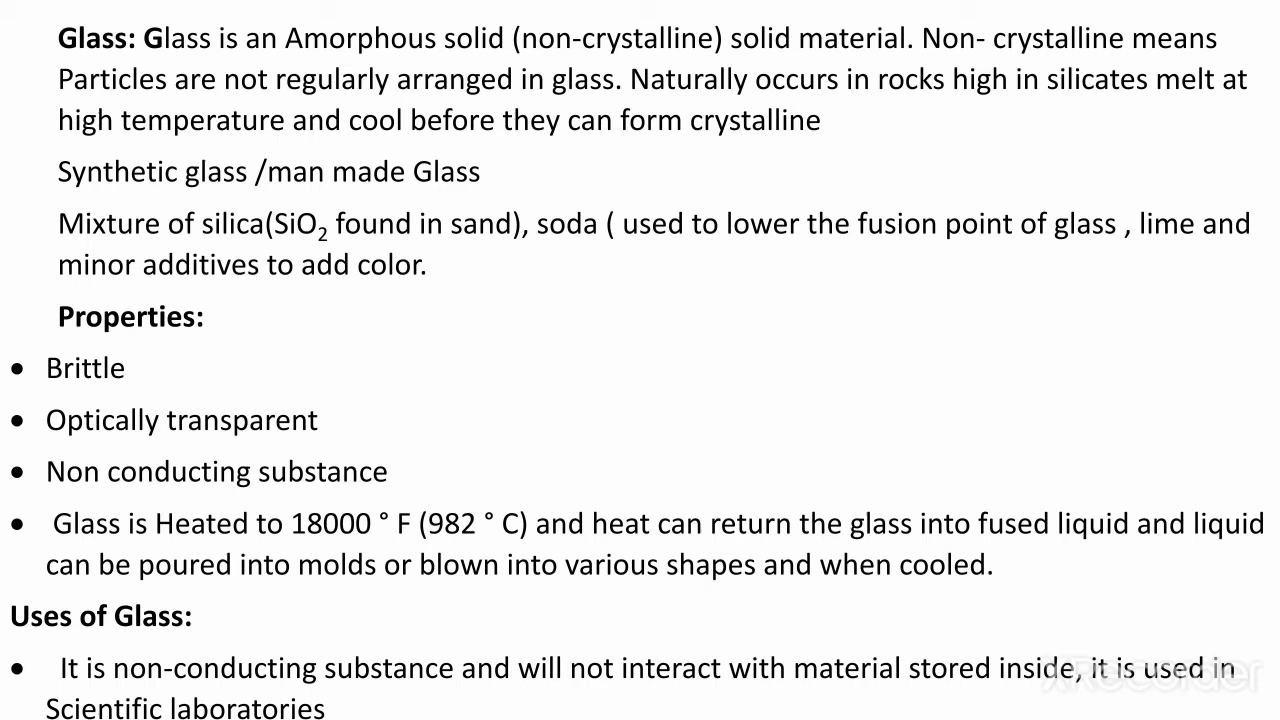 Glass: Glass is an Amorphous solid (non-crystalline) solid material. Non- crystalline means
Particles are not regularly arranged in glass. Naturally occurs in rocks high in silicates melt at
high temperature and cool before they can form crystalline
Synthetic glass /man made Glass
Mixture of silica(SiO₂ found in sand), soda ( used to lower the fusion point of glass , lime and
minor additives to add color.
Properties:
• Brittle
• Optically transparent
• Non conducting substance
• Glass is Heated to 18000 ° F (982 ° C) and heat can return the glass into fused liquid and liquid
can be poured into molds or blown into various shapes and when cooled.
Uses of Glass:
• It is non-conducting substance and will not interact with material stored inside, it is used in
Scientific laboratories
XRecorder